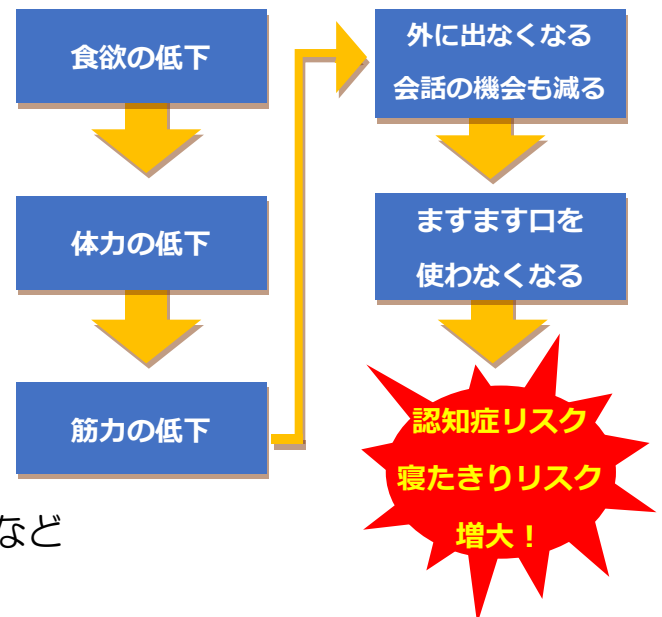 食欲の低下
体力の低下
筋力の低下
外に出なくなる
会話の機会も減る
ますます口を
使わなくなる
認知症リスク
寝たきりリスク
増大！
など